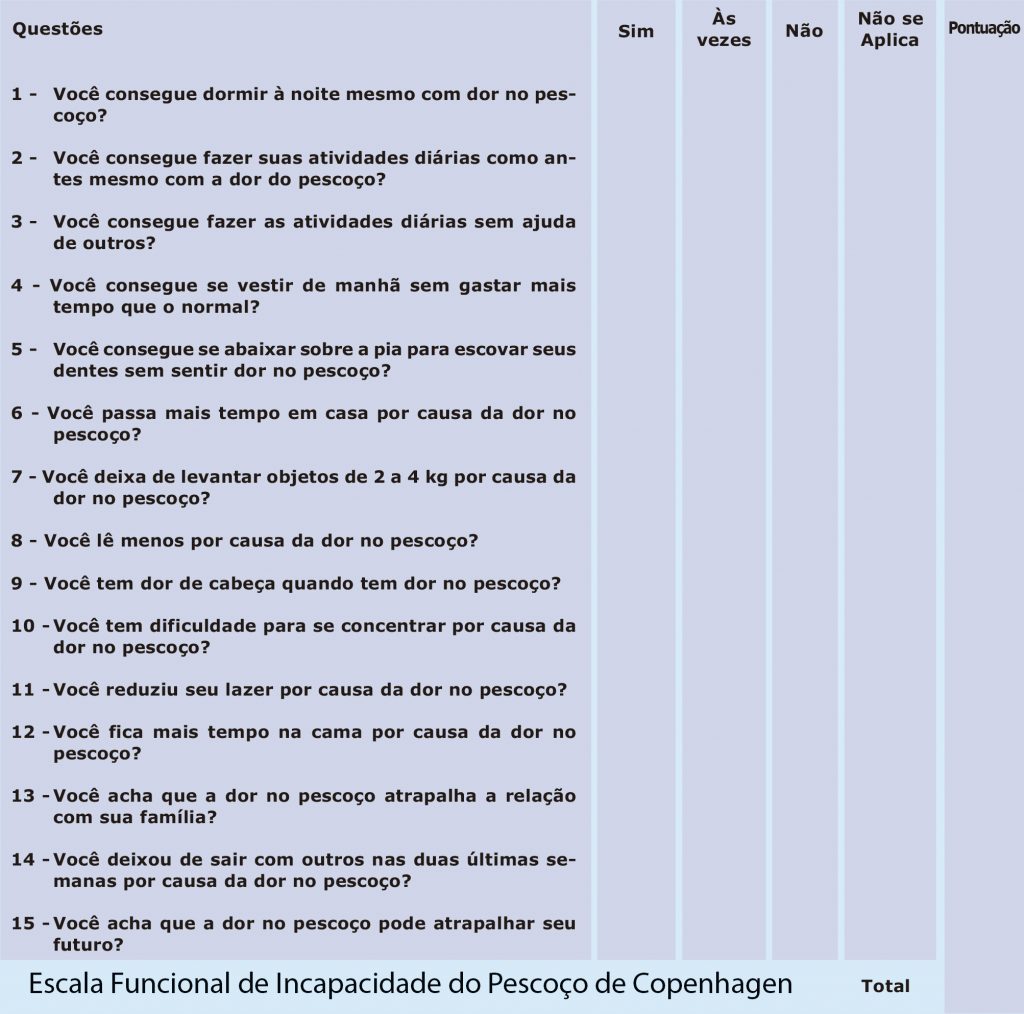 Questões
Sim
Às
vezes
Não
Não se
Aplica
Pontuação
1 - Você consegue dormir à noite mesmo com dor no pes-
coço?
2 - Você consegue fazer suas atividades diárias como an-
tes mesmo com a dor do pescoço?
3 - Você consegue fazer as atividades diárias sem ajuda
de outros?
4 - Você consegue se vestir de manhã sem gastar mais
tempo que o normal?
5 - Você consegue se abaixar sobre a pia para escovar seus
dentes sem sentir dor no pescoço?
6 - Você passa mais tempo em casa por causa da dor no
pescoço?
7 - Você deixa de levantar objetos de 2 a 4 kg por causa da
dor no pescoço?
8 - Você lê menos por causa da dor no pescoço?
9 - Você tem dor de cabeça quando tem dor no pescoço?
10 - Você tem dificuldade para se concentrar por causa da
dor no pescoço?
11 - Você reduziu seu lazer por causa da dor no pescoço?
12 - Você fica mais tempo na cama por causa da dor no
pescoço?
13 - Você acha que a dor no pescoço atrapalha a relação
com sua família?
14 - Você deixou de sair com outros nas duas últimas se-
manas por causa da dor no pescoço?
15 - Você acha que a dor no pescoço pode atrapalhar seu
futuro?
Escala Funcional de Incapacidade do Pescoço de Copenhagen
Total